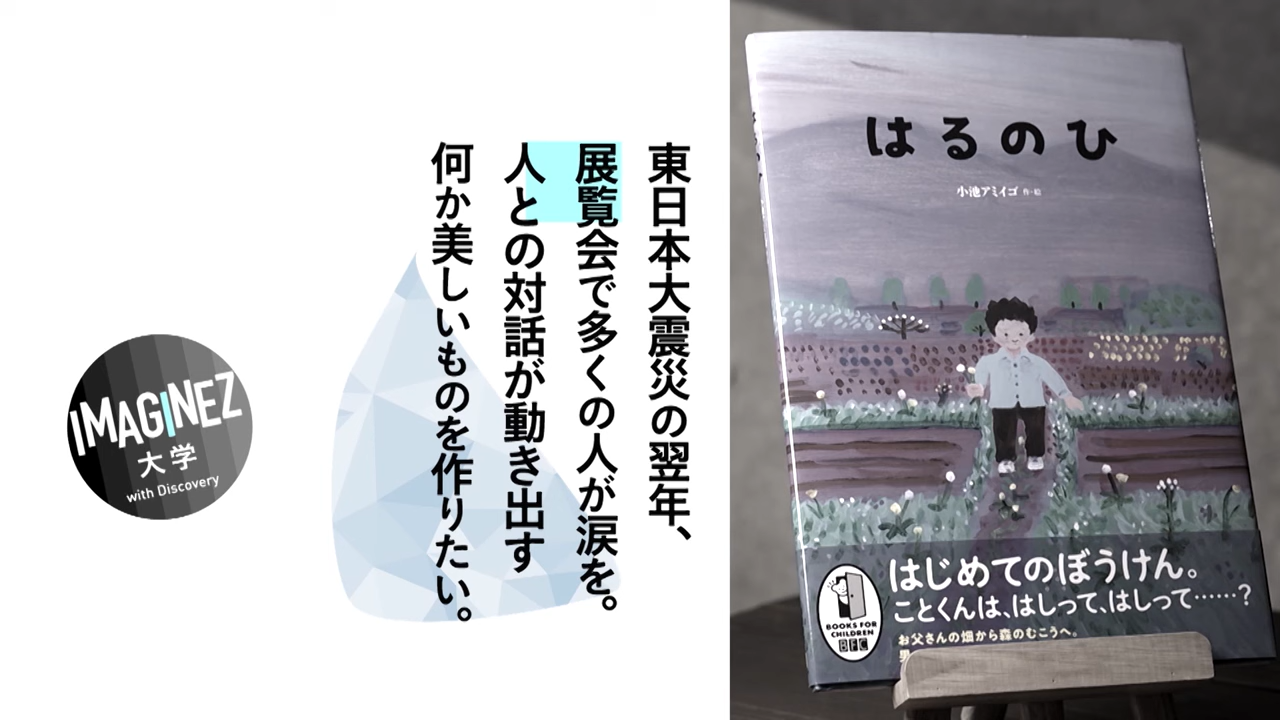 東日本大震災の翌年、
展覧会で多くの人が涙を。
人との対話が動き出す
何か美しいものを作りたい。
IMAGINEZ
大学
with Discovery
はるのひ
小池アミイゴ 作・絵
はじめてのぼうけん。
ことくんは、はしって、はしって……?
お父さんの畑から森のむこうへ。
男
BOOKS FOR
CHILDREN
BFC